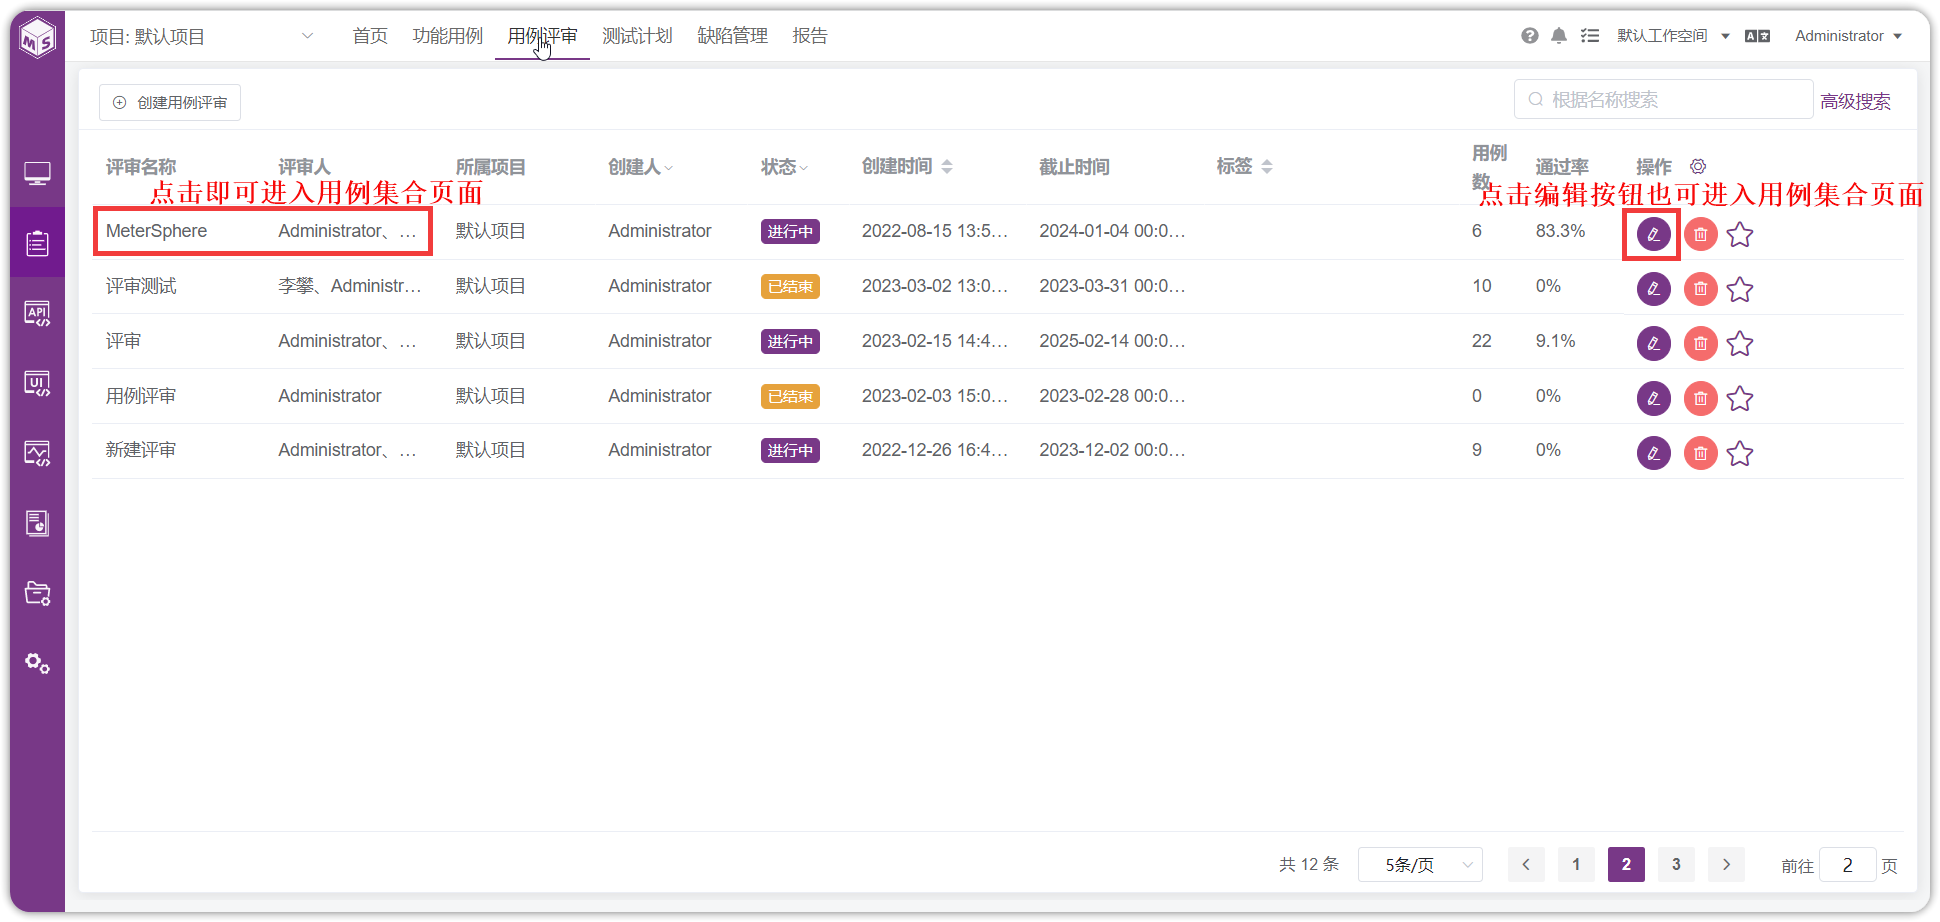 MS 项目: 默认项目 首页 功能用例 用例评审 测试计划 缺陷管理 报告 默认工作空间 Administrator
创建用例评审 根据名称搜索 高级搜索
评审名称 评审人 所属项目 创建人 状态 创建时间 截止时间 标签 用例数 通过率 操作
点击即可进入用例集合页面 点击编辑按钮也可进入用例集合页面
MeterSphere Administrator、... 默认项目 Administrator 进行中 2022-08-15 13:5... 2024-01-04 00:0... 6 83.3%
评审测试 李攀、Administr... 默认项目 Administrator 已结束 2023-03-02 13:0... 2023-03-31 00:0... 10 0%
评审 Administrator、... 默认项目 Administrator 进行中 2023-02-15 14:4... 2025-02-14 00:0... 22 9.1%
用例评审 Administrator 默认项目 Administrator 已结束 2023-02-03 15:0... 2023-02-28 00:0... 0 0%
新建评审 Administrator、... 默认项目 Administrator 进行中 2022-12-26 16:4... 2023-12-02 00:0... 9 0%
API
UI
共 12 条 5条/页 1 2 3 前往 2 页